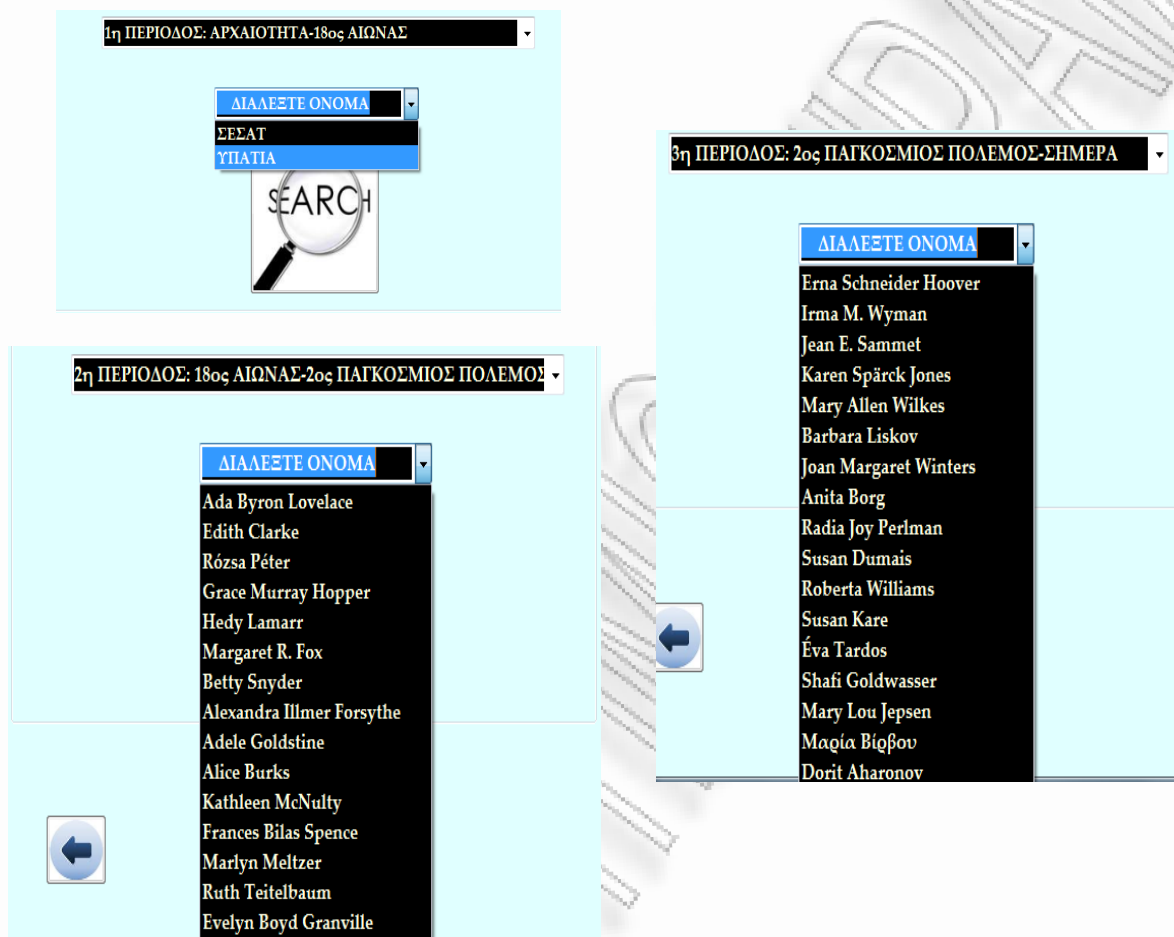 1η ΠΕΡΙΟΔΟΣ: ΑΡΧΑΙΟΤΗΤΑ-18ος ΑΙΩΝΑΣ
ΔΙΑΛΕΞΤΕ ΟΝΟΜΑ
ΣΕΣΑΤ
ΥΠΑΤΙΑ
SEARCH
2η ΠΕΡΙΟΔΟΣ: 18ος ΑΙΩΝΑΣ-2ος ΠΑΓΚΟΣΜΙΟΣ ΠΟΛΕΜΟΣ
ΔΙΑΛΕΞΤΕ ΟΝΟΜΑ
Ada Byron Lovelace
Edith Clarke
Rózsa Péter
Grace Murray Hopper
Hedy Lamarr
Margaret R. Fox
Betty Snyder
Alexandra Illmer Forsythe
Adele Goldstine
Alice Burks
Kathleen McNulty
Frances Bilas Spence
Marlyn Meltzer
Ruth Teitelbaum
Evelyn Boyd Granville
3η ΠΕΡΙΟΔΟΣ: 2ος ΠΑΓΚΟΣΜΙΟΣ ΠΟΛΕΜΟΣ-ΣΗΜΕΡΑ
ΔΙΑΛΕΞΤΕ ΟΝΟΜΑ
Erna Schneider Hoover
Irma M. Wyman
Jean E. Sammet
Karen Spärck Jones
Mary Allen Wilkes
Barbara Liskov
Joan Margaret Winters
Anita Borg
Radia Joy Perlman
Susan Dumais
Roberta Williams
Susan Kare
Éva Tardos
Shafi Goldwasser
Mary Lou Jepsen
Μαρία Βίρβου
Dorit Aharonov